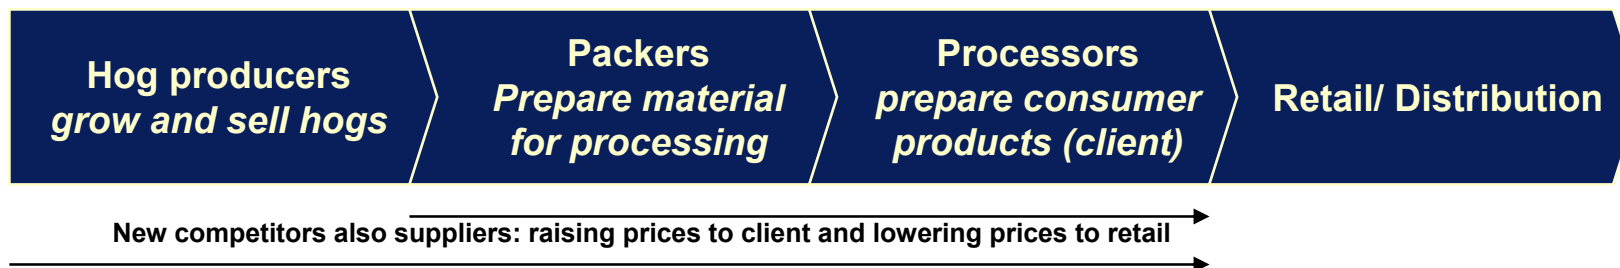 Hog producers
grow and sell hogs
Packers
Prepare material
for processing
Processors
prepare consumer
products (client)
Retail/ Distribution
New competitors also suppliers: raising prices to client and lowering prices to retail